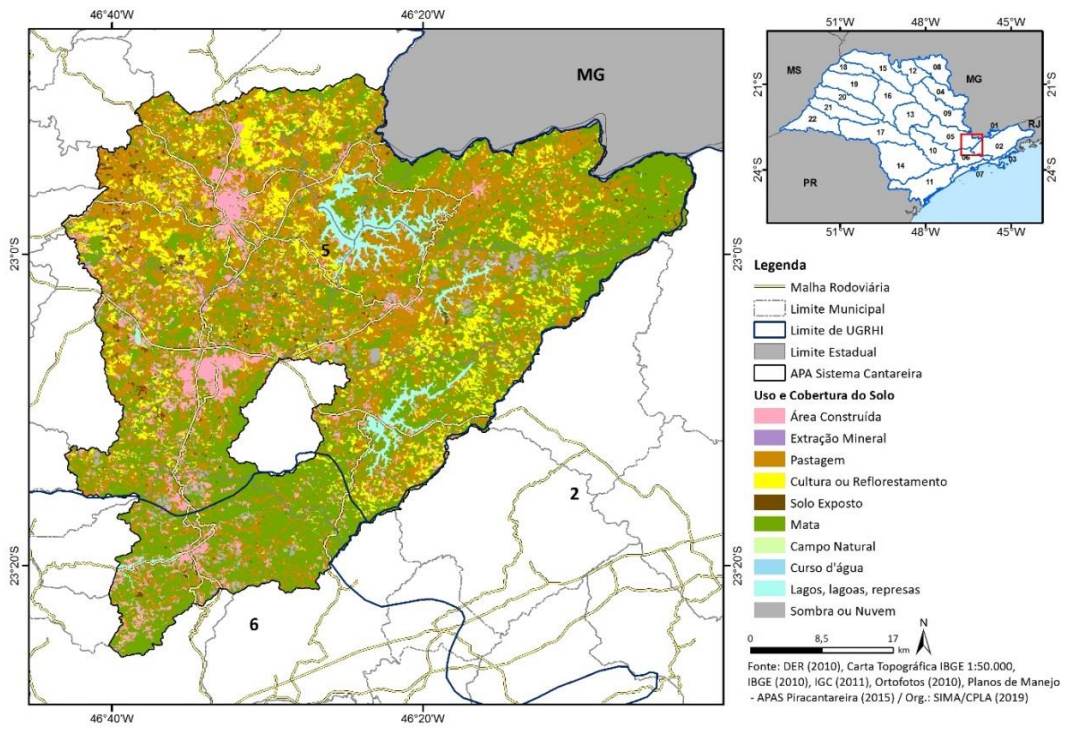 46°40'W
46°20'W
MG
5
2
6
23°0'S
23°20'S
23°0'S
23°20'S
46°40'W
46°20'W
51°W
48°W
45°W
MS
MG
RJ
PR
18
15
12
08
19
16
04
20
21
13
09
22
17
05
01
10
02
06
03
14
07
11
21°S
24°S
21°S
24°S
51°W
48°W
45°W
Legenda
Malha Rodoviária
Limite Municipal
Limite de UGRHI
Limite Estadual
APA Sistema Cantareira
Uso e Cobertura do Solo
Área Construída
Extração Mineral
Pastagem
Cultura ou Reflorestamento
Solo Exposto
Mata
Campo Natural
Curso d'água
Lagos, lagoas, represas
Sombra ou Nuvem
0 8,5 17 km
N
Fonte: DER (2010), Carta Topográfica IBGE 1:50.000,
IBGE (2010), IGC (2011), Ortofotos (2010), Planos de Manejo
- APAS Piracantareira (2015) / Org.: SIMA/CPLA (2019)